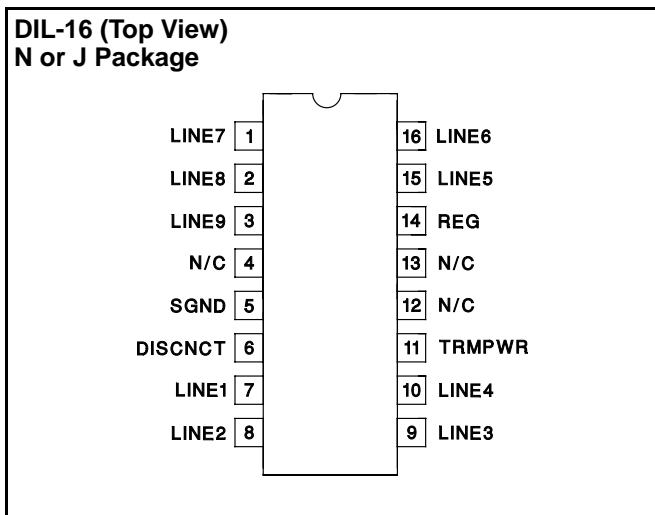 DIL-16 (Top View)
N or J Package
LINE7 1 16 LINE6
LINE8 2 15 LINE5
LINE9 3 14 REG
N/C 4 13 N/C
SGND 5 12 N/C
DISCNCT 6 11 TRMPWR
LINE1 7 10 LINE4
LINE2 8 9 LINE3